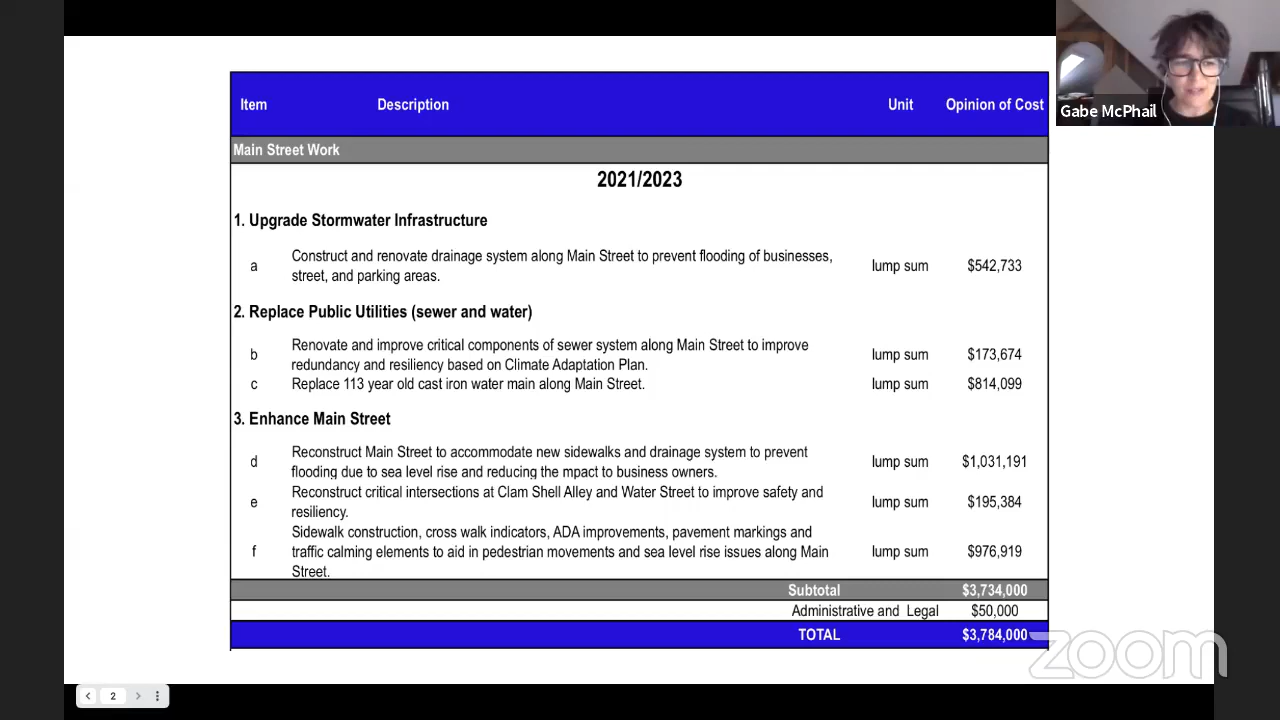 Gabe McPhail
Item Description Unit Opinion of Cost
Main Street Work
2021/2023
1. Upgrade Stormwater Infrastructure
a Construct and renovate drainage system along Main Street to prevent flooding of businesses, street, and parking areas. lump sum $542,733
2. Replace Public Utilities (sewer and water)
b Renovate and improve critical components of sewer system along Main Street to improve redundancy and resiliency based on Climate Adaptation Plan. lump sum $173,674
c Replace 113 year old cast iron water main along Main Street. lump sum $814,099
3. Enhance Main Street
d Reconstruct Main Street to accommodate new sidewalks and drainage system to prevent flooding due to sea level rise and reducing the mpact to business owners. lump sum $1,031,191
e Reconstruct critical intersections at Clam Shell Alley and Water Street to improve safety and resiliency. lump sum $195,384
f Sidewalk construction, cross walk indicators, ADA improvements, pavement markings and traffic calming elements to aid in pedestrian movements and sea level rise issues along Main Street. lump sum $976,919
Subtotal $3,734,000
Administrative and Legal $50,000
TOTAL $3,784,000
zoom
2